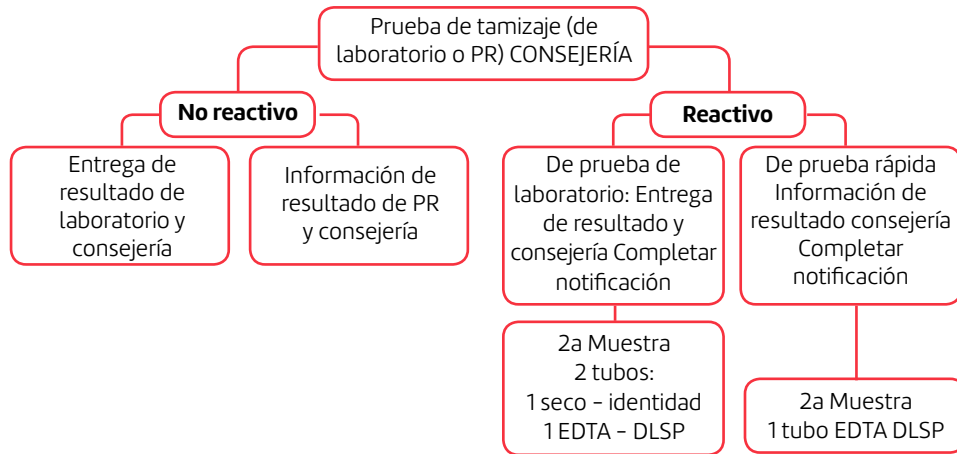 Prueba de tamizaje (de
laboratorio o PR) CONSEJERÍA
No reactivo
Reactivo
Entrega de
resultado de
laboratorio y
consejería
Información de
resultado de PR
y consejería
De prueba de
laboratorio: Entrega
de resultado y
consejería Completar
notificación
De prueba rápida
Información de
resultado consejería
Completar
notificación
2a Muestra
2 tubos:
1 seco – identidad
1 EDTA – DLSP
2a Muestra
1 tubo EDTA DLSP